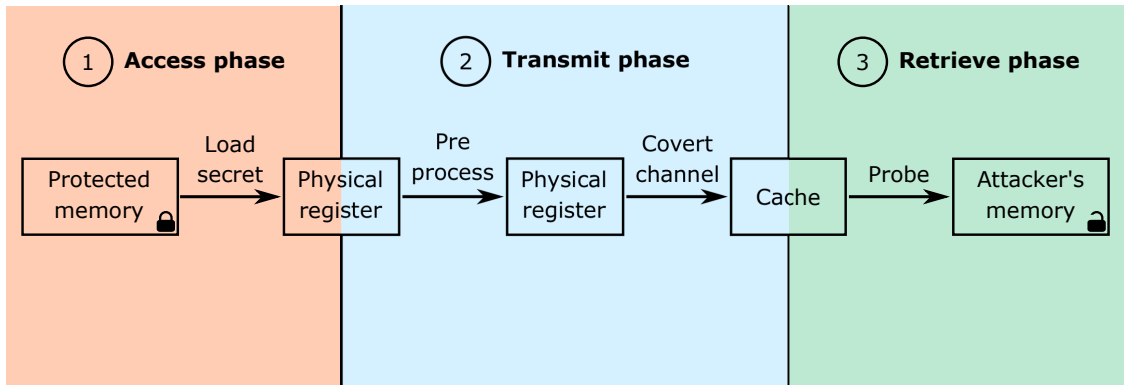 1 Access phase
2 Transmit phase
3 Retrieve phase
Load
secret
Pre
process
Covert
channel
Probe
Protected
memory
Physical
register
Physical
register
Cache
Attacker's
memory